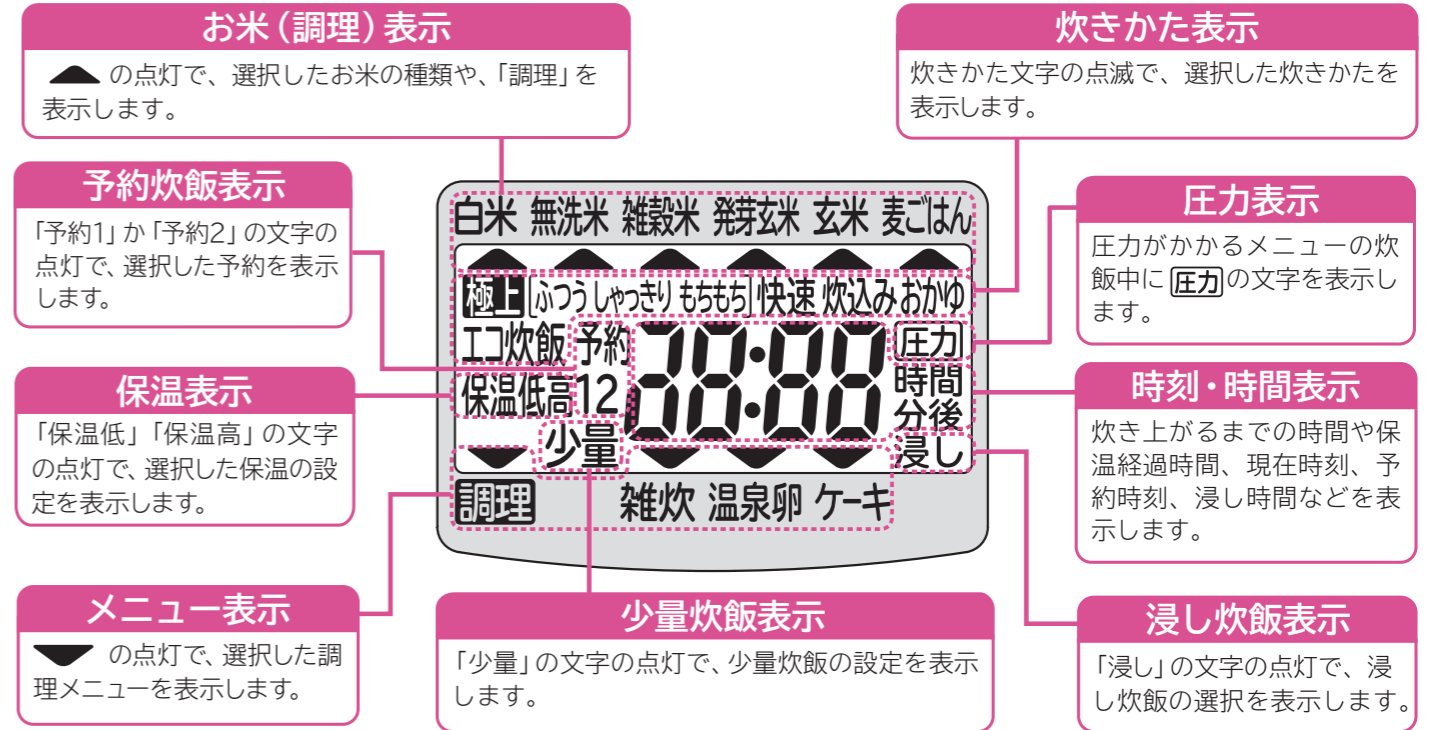 お米(調理)表示
▲の点灯で、選択したお米の種類や、「調理」を
表示します。
炊きかた表示
炊きかた文字の点滅で、選択した炊きかたを
表示します。
予約炊飯表示
「予約1」か「予約2」の文字の
点灯で、選択した予約を表示
します。
保温表示
「保温低」「保温高」の文字
の点灯で、選択した保温の設
定を表示します。
メニュー表示
▼の点灯で、選択した調
理メニューを表示します。
白米 無洗米 雑穀米 発芽玄米 玄米 麦ごはん
極上[ふつう しゃっきり もちもち]快速 炊込み おかゆ
エコ炊飯 予約 38:88 圧力
保温低高 12 時間
分後
少量 浸し
調理 雑炊 温泉卵 ケーキ
少量炊飯表示
「少量」の文字の点灯で、少量炊飯の設定を表示
します。
圧力表示
圧力がかかるメニューの炊
飯中に圧力の文字を表示し
ます。
時刻・時間表示
炊き上がるまでの時間や保
温経過時間、現在時刻、予
約時刻、浸し時間などを表
示します。
浸し炊飯表示
「浸し」の文字の点灯で、浸
し炊飯の選択を表示します。